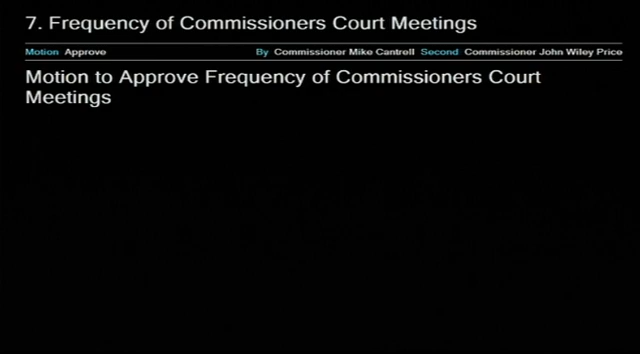 7. Frequency of Commissioners Court Meetings
Motion Approve By Commissioner Mike Cantrell Second Commissioner John Wiley Price
Motion to Approve Frequency of Commissioners Court
Meetings